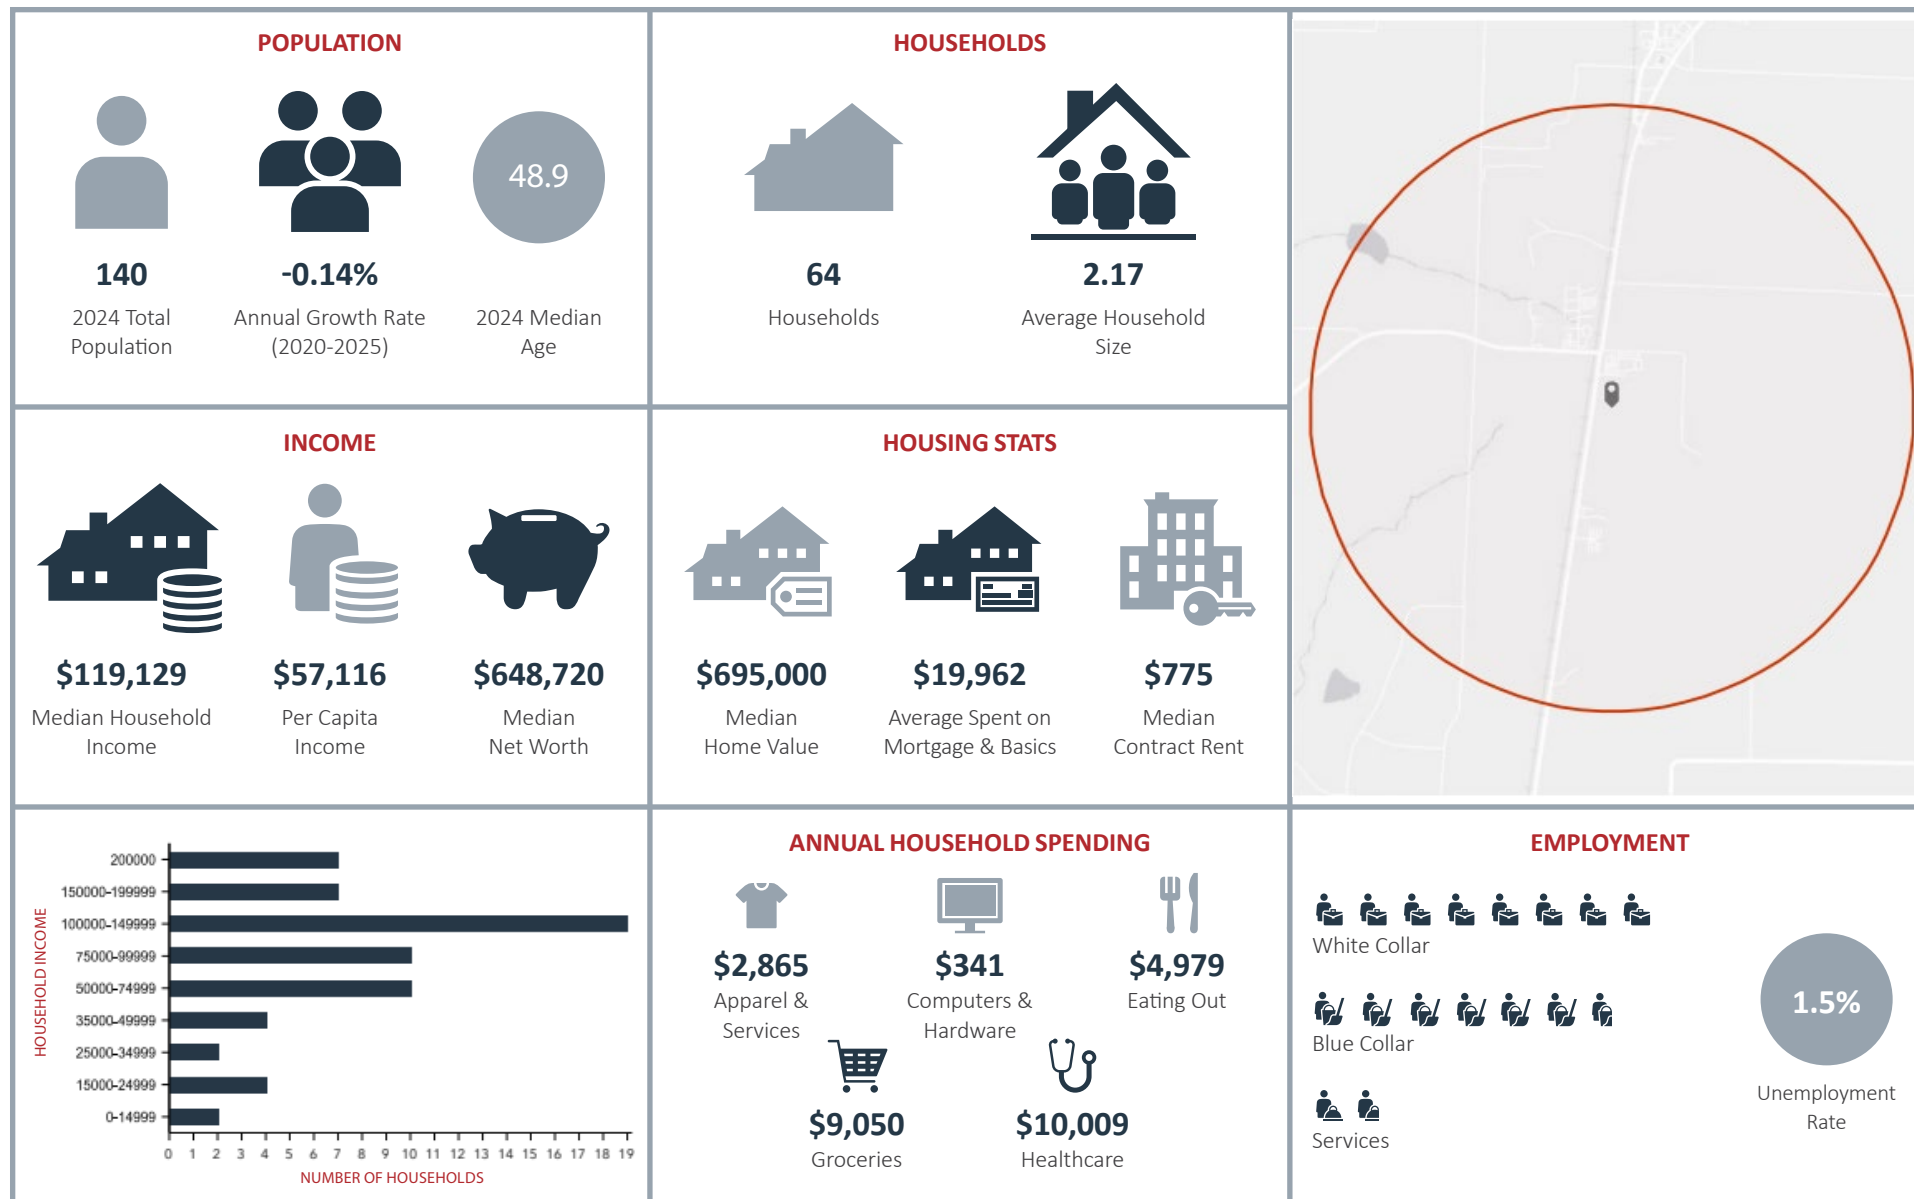 POPULATION
48.9
140
-0.14%
2024 Total
Population
Annual Growth Rate
(2020-2025)
2024 Median
Age
HOUSEHOLDS
64
2.17
Households
Average Household
Size
INCOME
$119,129
$57,116
$648,720
Median Household
Income
Per Capita
Income
Median
Net Worth
HOUSING STATS
$695,000
$19,962
$775
Median
Home Value
Average Spent on
Mortgage & Basics
Median
Contract Rent
HOUSEHOLD INCOME
200000
150000-199999
100000-149999
75000-99999
50000-74999
35000-49999
25000-34999
15000-24999
0-14999
0 1 2 3 4 5 6 7 8 9 10 11 12 13 14 15 16 17 18 19
NUMBER OF HOUSEHOLDS
ANNUAL HOUSEHOLD SPENDING
$2,865
$341
$4,979
Apparel &
Services
Computers &
Hardware
Eating Out
$9,050
$10,009
Groceries
Healthcare
EMPLOYMENT
White Collar
Blue Collar
Services
1.5%
Unemployment
Rate